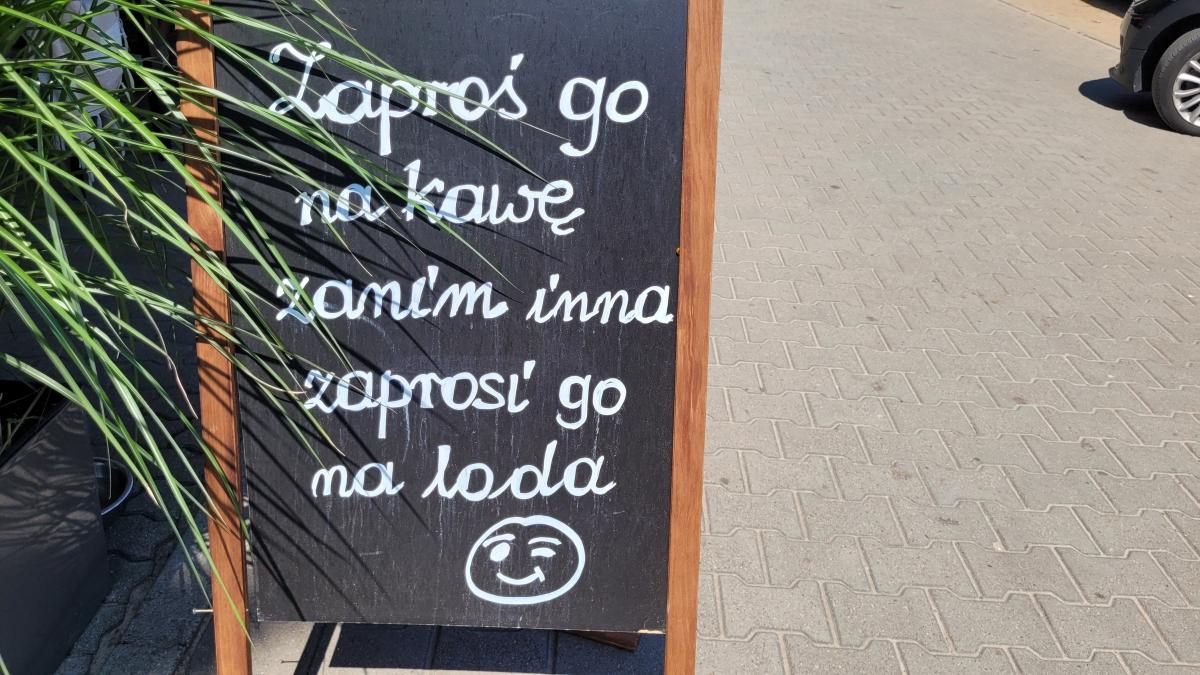 Zaproś go
na kawę
zanim inna
zaprosi go
na loda